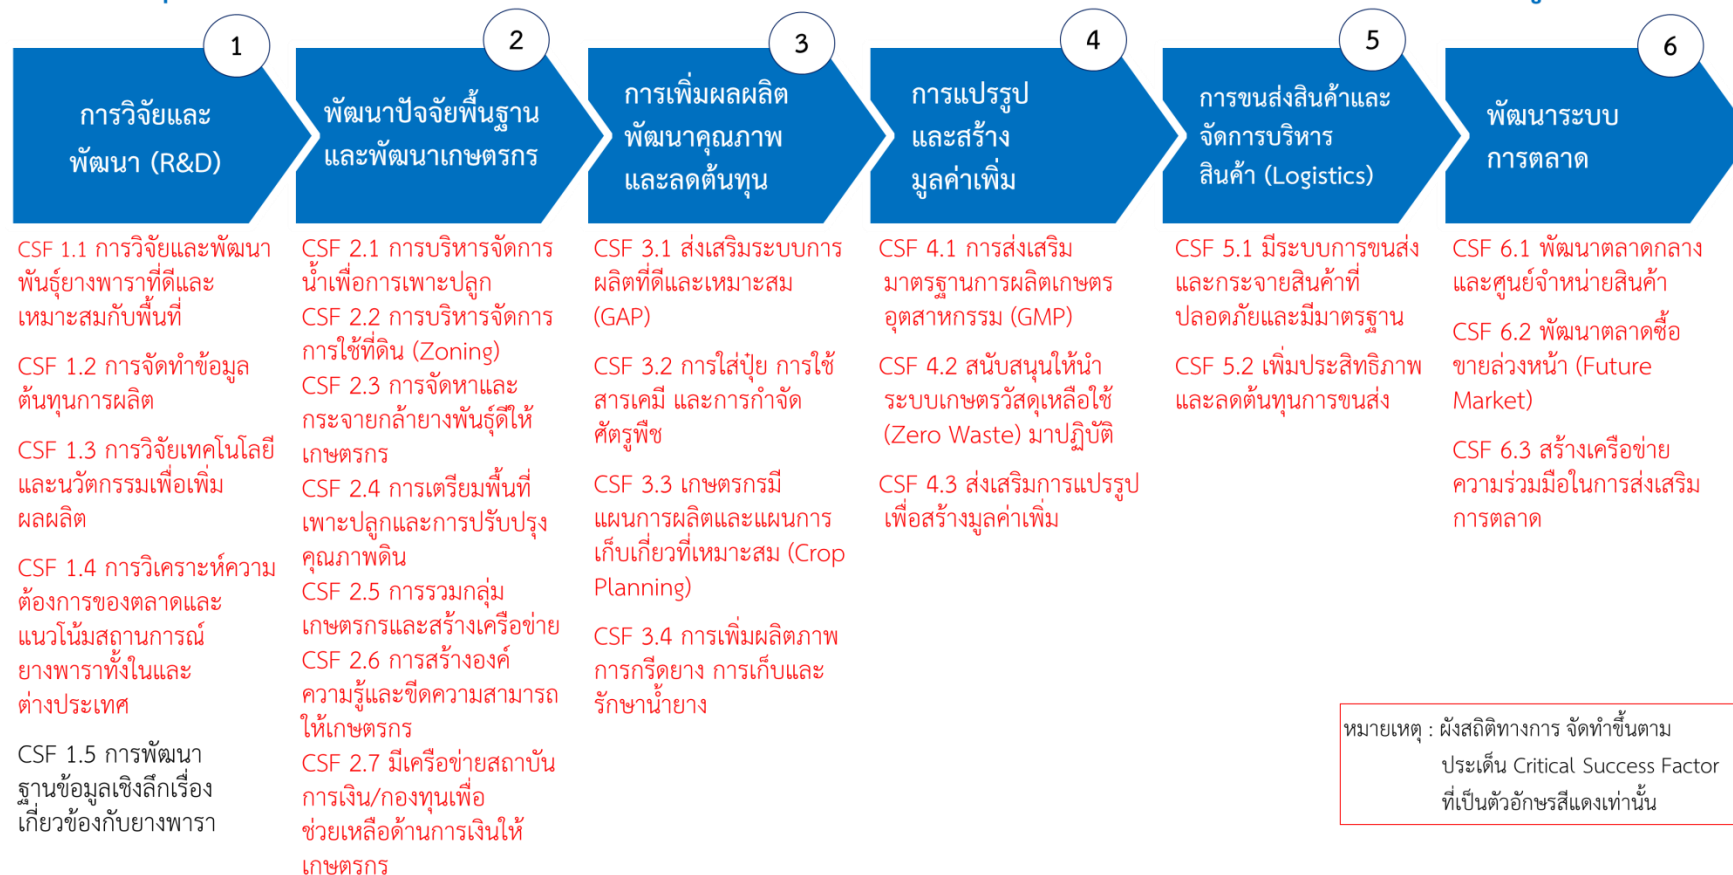 1
การวิจัยและ
พัฒนา (R&D)
2
พัฒนาปัจจัยพื้นฐาน
และพัฒนาเกษตรกร
3
การเพิ่มผลผลิต
พัฒนาคุณภาพ
และลดต้นทุน
4
การแปรรูป
และสร้าง
มูลค่าเพิ่ม
5
การขนส่งสินค้าและ
จัดการบริหาร
สินค้า (Logistics)
6
พัฒนาระบบ
การตลาด
CSF 1.1 การวิจัยและพัฒนา
พันธุ์ยางพาราที่ดีและ
เหมาะสมกับพื้นที่
CSF 1.2 การจัดทำข้อมูล
ต้นทุนการผลิต
CSF 1.3 การวิจัยเทคโนโลยี
และนวัตกรรมเพื่อเพิ่ม
ผลผลิต
CSF 1.4 การวิเคราะห์ความ
ต้องการของตลาดและ
แนวโน้มสถานการณ์
ยางพาราทั้งในและ
ต่างประเทศ
CSF 1.5 การพัฒนา
ฐานข้อมูลเชิงลึกเรื่อง
เกี่ยวข้องกับยางพารา
CSF 2.1 การบริหารจัดการ
น้ำเพื่อการเพาะปลูก
CSF 2.2 การบริหารจัดการ
การใช้ที่ดิน (Zoning)
CSF 2.3 การจัดหาและ
กระจายกล้ายางพันธุ์ดีให้
เกษตรกร
CSF 2.4 การเตรียมพื้นที่
เพาะปลูกและการปรับปรุง
คุณภาพดิน
CSF 2.5 การรวมกลุ่ม
เกษตรกรและสร้างเครือข่าย
CSF 2.6 การสร้างองค์
ความรู้และขีดความสามารถ
ให้เกษตรกร
CSF 2.7 มีเครือข่ายสถาบัน
การเงิน/กองทุนเพื่อ
ช่วยเหลือด้านการเงินให้
เกษตรกร
CSF 3.1 ส่งเสริมระบบการ
ผลิตที่ดีและเหมาะสม
(GAP)
CSF 3.2 การใส่ปุ๋ย การใช้
สารเคมี และการกำจัด
ศัตรูพืช
CSF 3.3 เกษตรกรมี
แผนการผลิตและแผนการ
เก็บเกี่ยวที่เหมาะสม (Crop
Planning)
CSF 3.4 การเพิ่มผลิตภาพ
การกรีดยาง การเก็บและ
รักษาน้ำยาง
CSF 4.1 การส่งเสริม
มาตรฐานการผลิตเกษตร
อุตสาหกรรม (GMP)
CSF 4.2 สนับสนุนให้นำ
ระบบเกษตรวัสดุเหลือใช้
(Zero Waste) มาปฏิบัติ
CSF 4.3 ส่งเสริมการแปรรูป
เพื่อสร้างมูลค่าเพิ่ม
CSF 5.1 มีระบบการขนส่ง
และกระจายสินค้าที่
ปลอดภัยและมีมาตรฐาน
CSF 5.2 เพิ่มประสิทธิภาพ
และลดต้นทุนการขนส่ง
CSF 6.1 พัฒนาตลาดกลาง
และศูนย์จำหน่ายสินค้า
CSF 6.2 พัฒนาตลาดซื้อ
ขายล่วงหน้า (Future
Market)
CSF 6.3 สร้างเครือข่าย
ความร่วมมือในการส่งเสริม
การตลาด
หมายเหตุ : ผังสถิติทางการ จัดทำขึ้นตาม
ประเด็น Critical Success Factor
ที่เป็นตัวอักษรสีแดงเท่านั้น